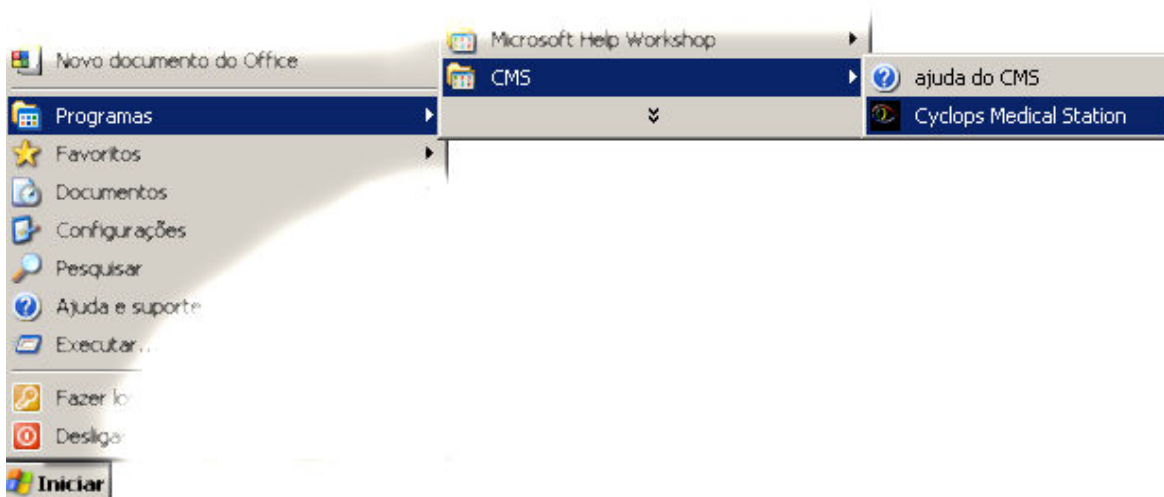 Novo documento do Office
Programas
Favoritos
Documentos
Configurações
Pesquisar
Ajuda e suporte
Executar...
Fazer
Iniciar
Microsoft Help Workshop
CMS
ajuda do CMS
Cyclops Medical Station